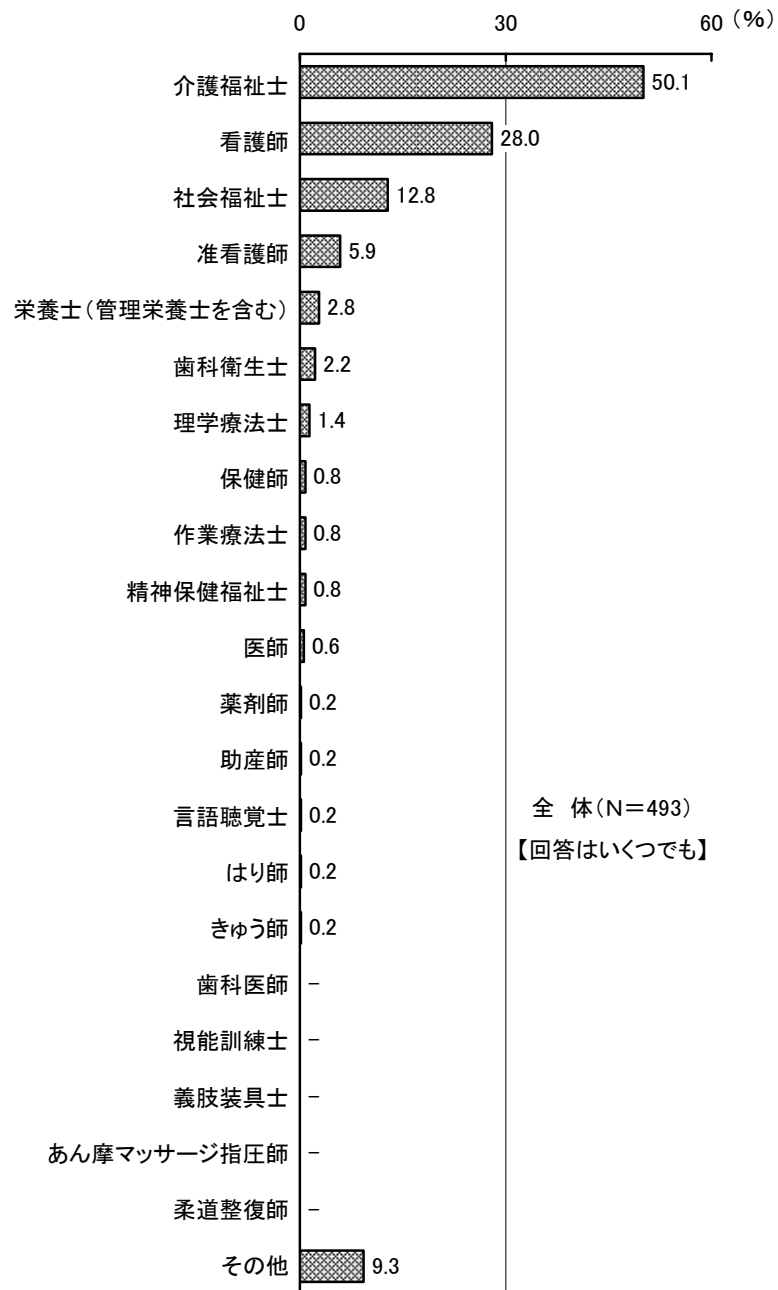 0 30 60 (%)
介護福祉士 50.1
看護師 28.0
社会福祉士 12.8
准看護師 5.9
栄養士(管理栄養士を含む) 2.8
歯科衛生士 2.2
理学療法士 1.4
保健師 0.8
作業療法士 0.8
精神保健福祉士 0.8
医師 0.6
薬剤師 0.2
助産師 0.2
言語聴覚士 0.2
はり師 0.2
きゅう師 0.2
歯科医師 -
視能訓練士 -
義肢装具士 -
あん摩マッサージ指圧師 -
柔道整復師 -
その他 9.3
全 体(N=493)
【回答はいくつでも】